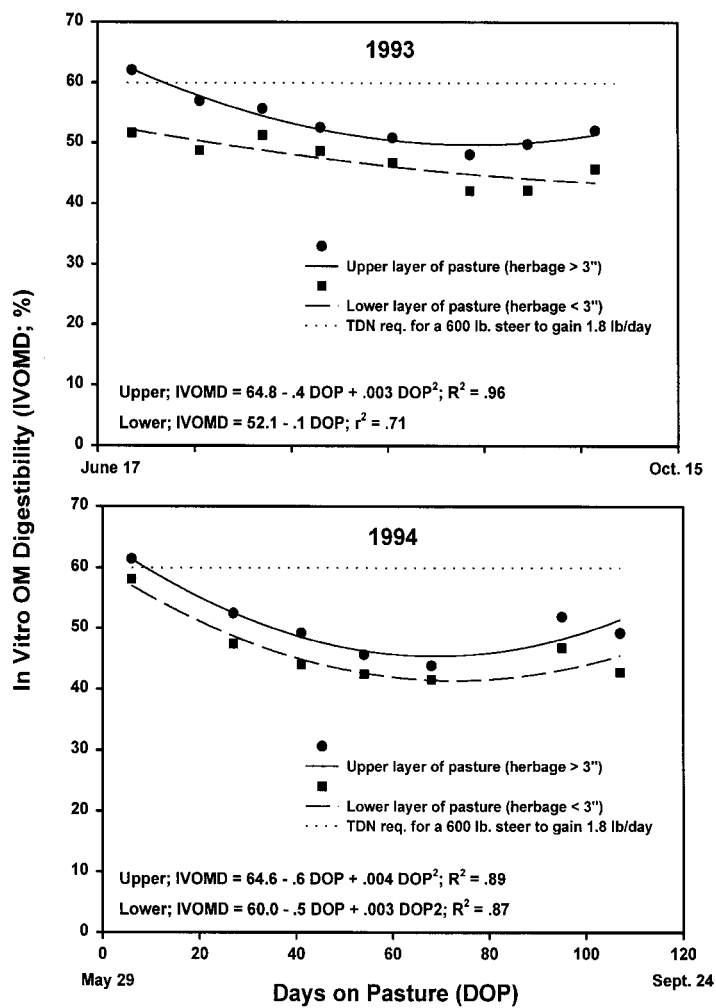 In Vitro OM Digestibility (IVOMD; %)
1993
70
60
50
40
30
20
10
0
Upper layer of pasture (herbage > 3")
Lower layer of pasture (herbage < 3")
TDN req. for a 600 lb. steer to gain 1.8 lb/day
Upper; IVOMD = 64.8 - .4 DOP + .003 DOP²; R² = .96
Lower; IVOMD = 52.1 - .1 DOP; r² = .71
June 17
Oct. 15
1994
70
60
50
40
30
20
10
0
Upper layer of pasture (herbage > 3")
Lower layer of pasture (herbage < 3")
TDN req. for a 600 lb. steer to gain 1.8 lb/day
Upper; IVOMD = 64.6 - .6 DOP + .004 DOP²; R² = .89
Lower; IVOMD = 60.0 - .5 DOP + .003 DOP2; R² = .87
0 20 40 60 80 100 120
May 29
Sept. 24
Days on Pasture (DOP)